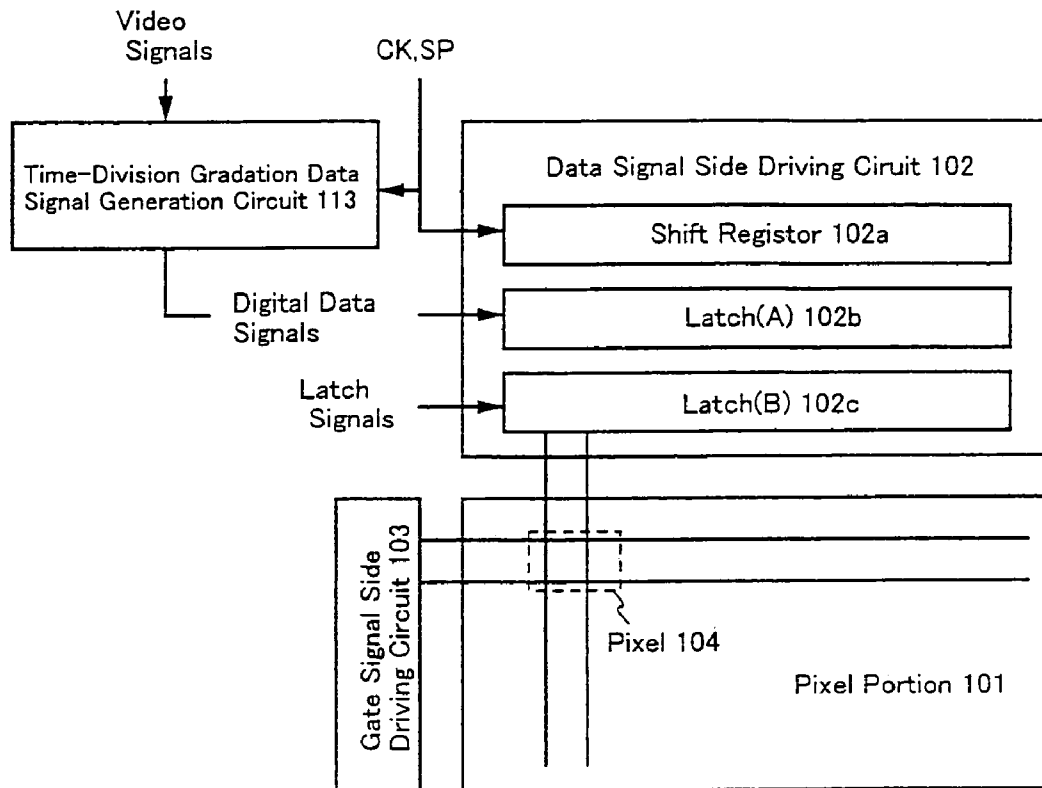 Video
Signals
CK,SP
Time-Division Gradation Data
Signal Generation Circuit 113
Data Signal Side Driving Ciruit 102
Shift Registor 102a
Digital Data
Signals
Latch(A) 102b
Latch
Signals
Latch(B) 102c
Gate Signal Side
Driving Circuit 103
Pixel 104
Pixel Portion 101